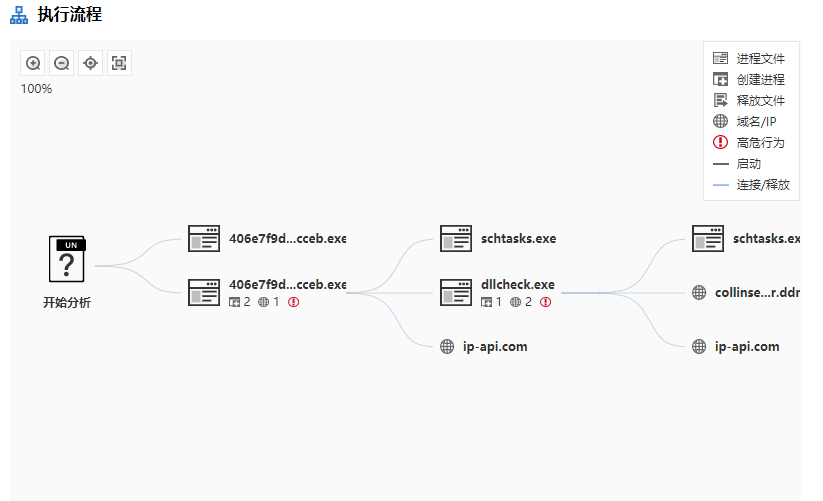 执行流程
100%
进程文件
创建进程
释放文件
域名/IP
高危行为
启动
连接/释放
UN
?
开始分析
406e7f9d...cceb.exe
406e7f9d...cceb.exe
2 1
schtasks.exe
dllcheck.exe
1 2
ip-api.com
schtasks.ex
collinse...r.ddr
ip-api.com